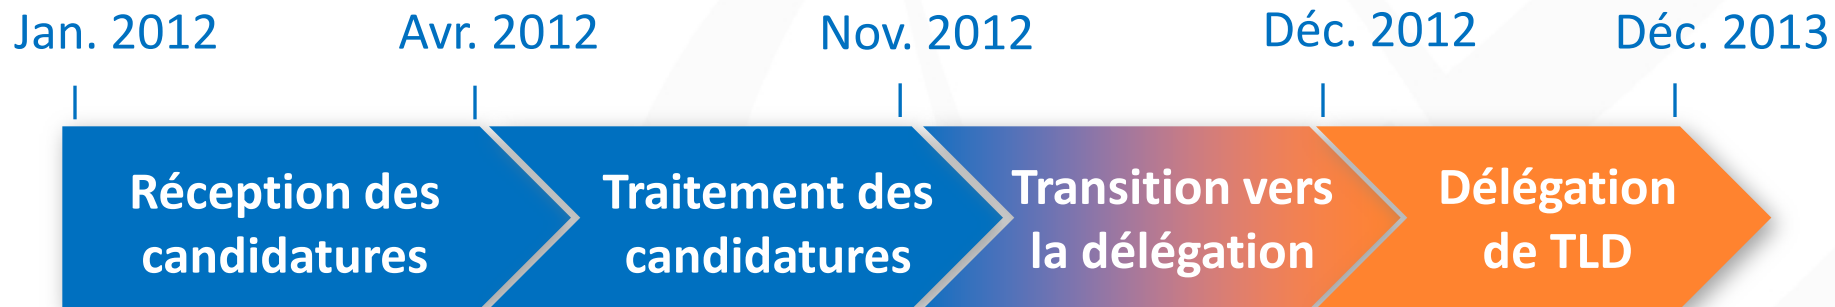 Jan. 2012 Avr. 2012 Nov. 2012 Déc. 2012 Déc. 2013
Réception des
candidatures
Traitement des
candidatures
Transition vers
la délégation
Délégation
de TLD